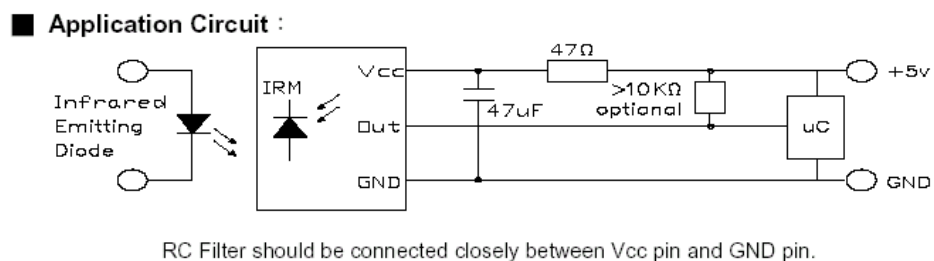 ■ Application Circuit :
47Ω
Vcc
+5v
IRM
>10KΩ
optional
Infrared
Emitting
Diode
47uF
Out
uC
GND
GND
RC Filter should be connected closely between Vcc pin and GND pin.